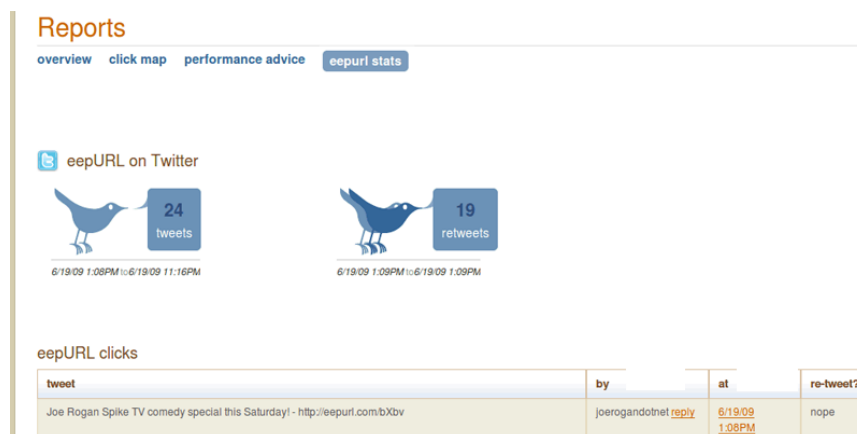 Reports
overview click map performance advice eepurl stats
eepURL on Twitter
24 tweets
19 retweets
6/19/09 1:08PM to 6/19/09 11:16PM
6/19/09 1:09PM to 6/19/09 1:09PM
eepURL clicks
tweet by at re-tweet?
Joe Rogan Spike TV comedy special this Saturday! - http://eepurl.com/bXbv joerogandotnet reply 6/19/09 nope
1:08PM